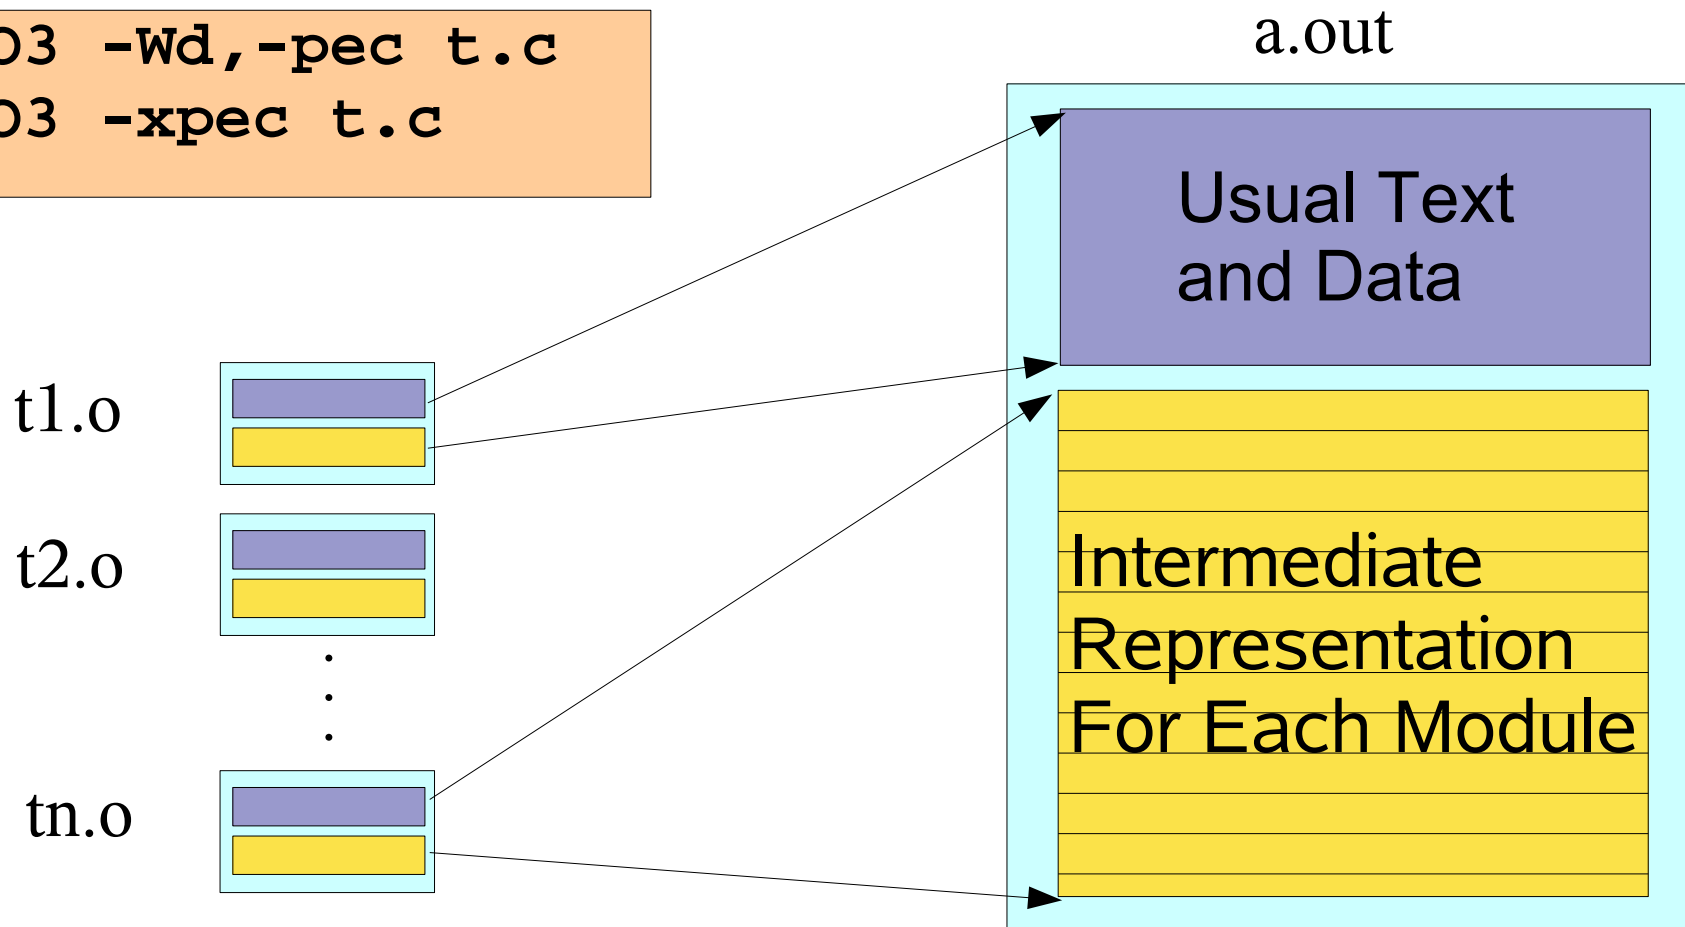 O3 -Wd,-pec t.c
O3 -xpec t.c
a.out
Usual Text
and Data
t1.o
t2.o
.
.
.
tn.o
Intermediate
Representation
For Each Module